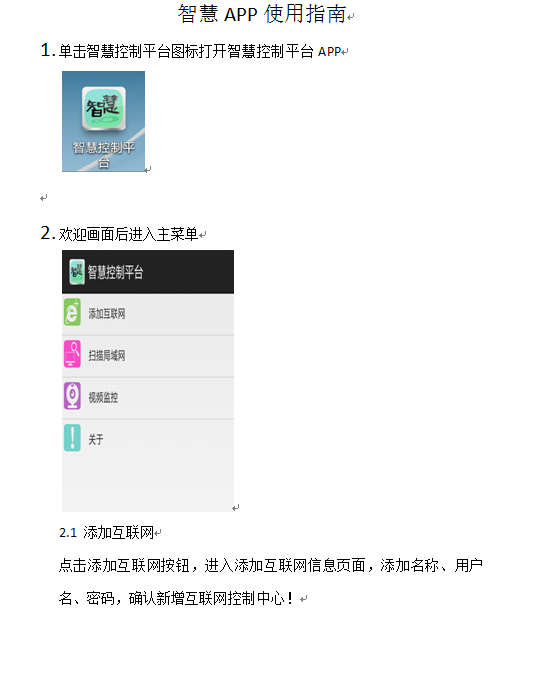 智慧 APP 使用指南
1. 单击智慧控制平台图标打开智慧控制平台 APP
智慧
智慧控制平
台
2. 欢迎画面后进入主菜单
智慧 智慧控制平台
添加互联网
扫描局域网
视频监控
关于
2.1 添加互联网
点击添加互联网按钮，进入添加互联网信息页面，添加名称、用户
名、密码，确认新增互联网控制中心！